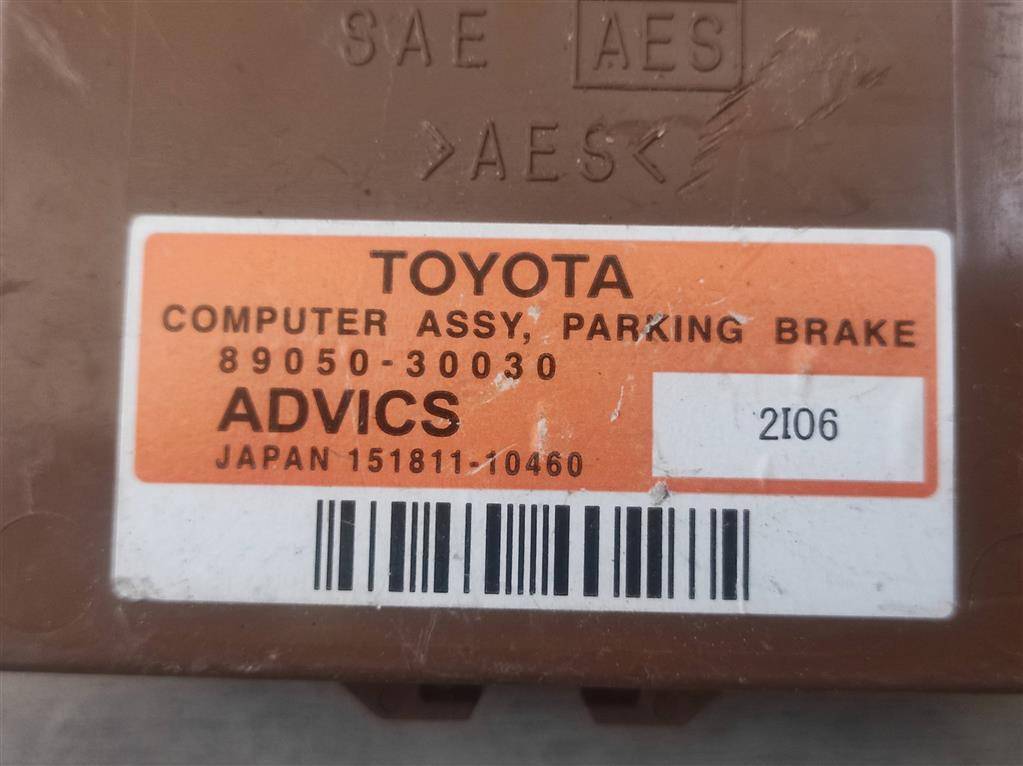 SAE AES
>AES<
TOYOTA
COMPUTER ASSY, PARKING BRAKE
89050-30030
ADVICS
2I06
JAPAN 151811-10460